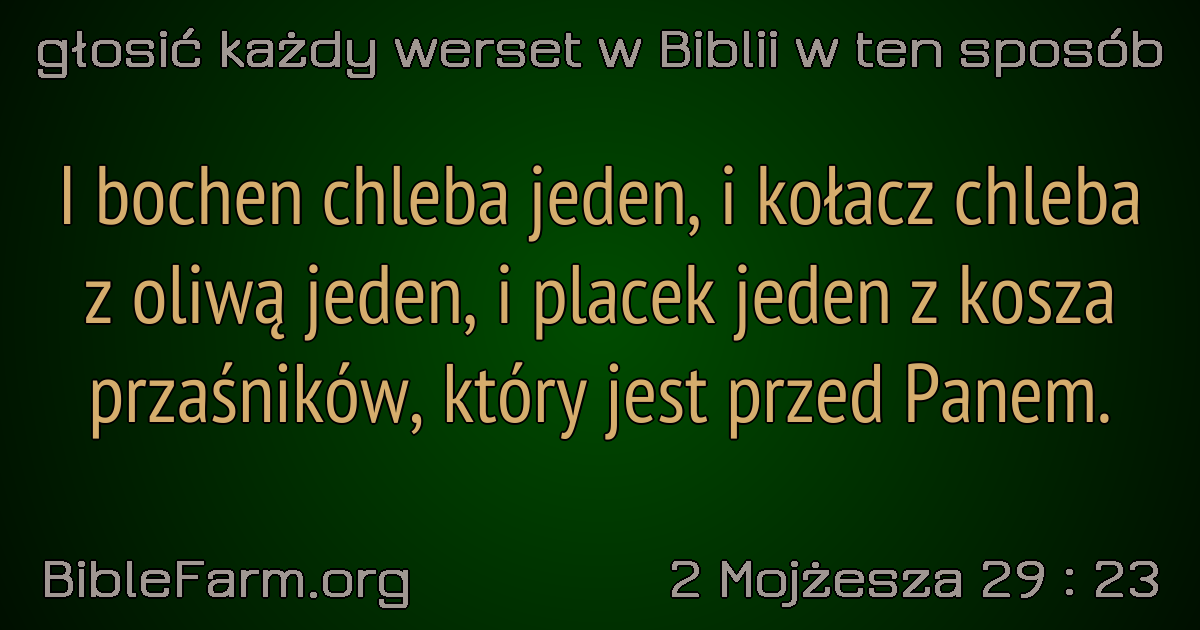 głosić każdy werset w Biblii w ten sposób
I bochen chleba jeden, i kołacz chleba
z oliwą jeden, i placek jeden z kosza
przaśników, który jest przed Panem.
BibleFarm.org
2 Mojżesza 29 : 23